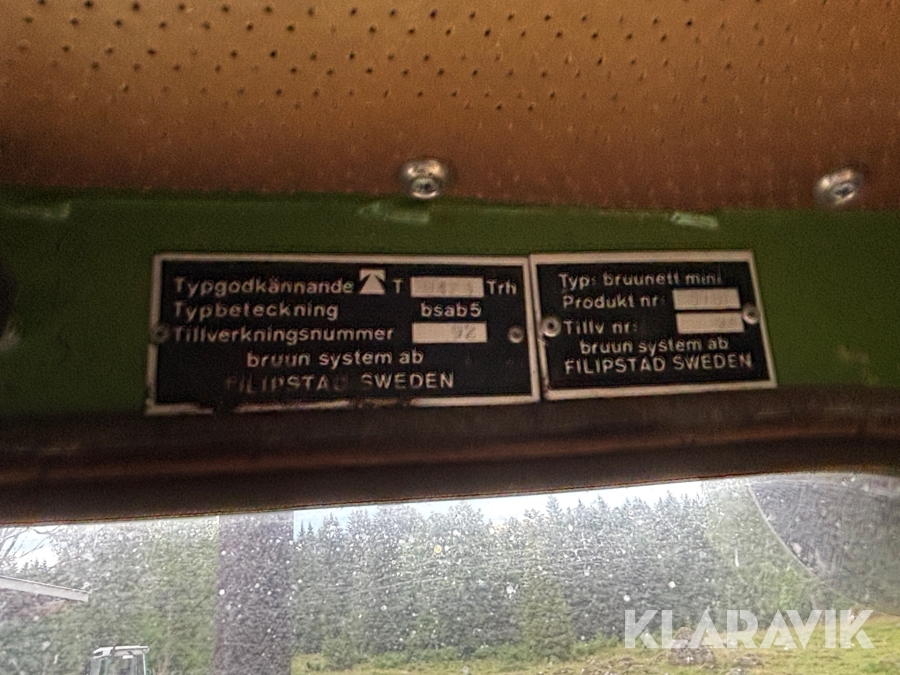 Typgodkännande T Trh
Typbeteckning bsab5
Tillverkningsnummer 92
bruun system ab
FILIPSTAD SWEDEN
Typ: bruunett mini
Produkt nr:
Tillv nr:
bruun system ab
FILIPSTAD SWEDEN
KLARAVIK